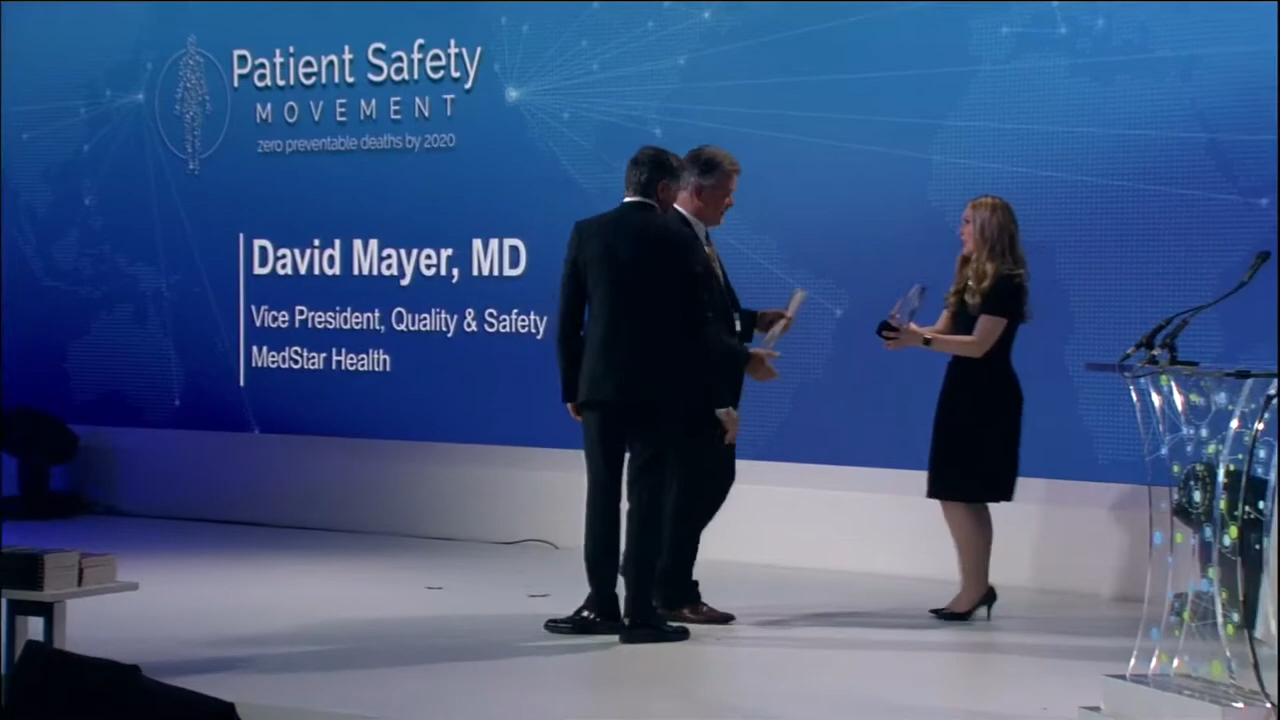 Patient Safety
MOVEMENT
zero preventable deaths by 2020
David Mayer, MD
Vice President, Quality & Safety
MedStar Health